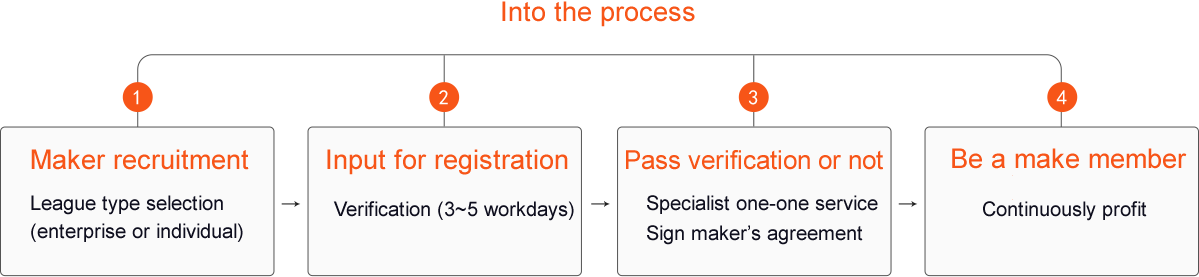 Into the process
1
2
3
4
Maker recruitment
League type selection
(enterprise or individual)
Input for registration
Verification (3~5 workdays)
Pass verification or not
Specialist one-one service
Sign maker's agreement
Be a make member
Continuously profit